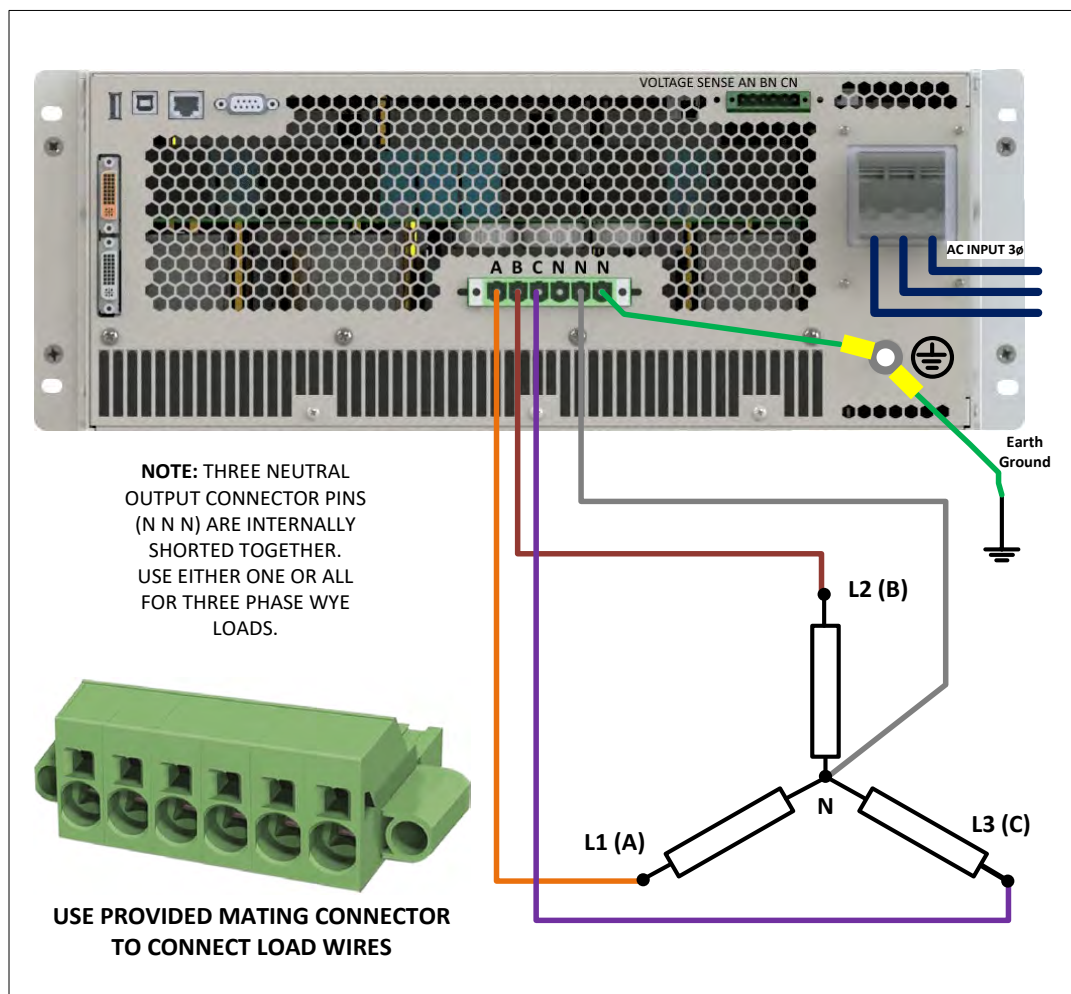 VOLTAGE SENSE AN BN CN
AC INPUT 3ø
A B C N N N
Earth
Ground
NOTE: THREE NEUTRAL
OUTPUT CONNECTOR PINS
(N N N) ARE INTERNALLY
SHORTED TOGETHER.
USE EITHER ONE OR ALL
FOR THREE PHASE WYE
LOADS.
L2 (B)
N
L1 (A)
L3 (C)
USE PROVIDED MATING CONNECTOR
TO CONNECT LOAD WIRES